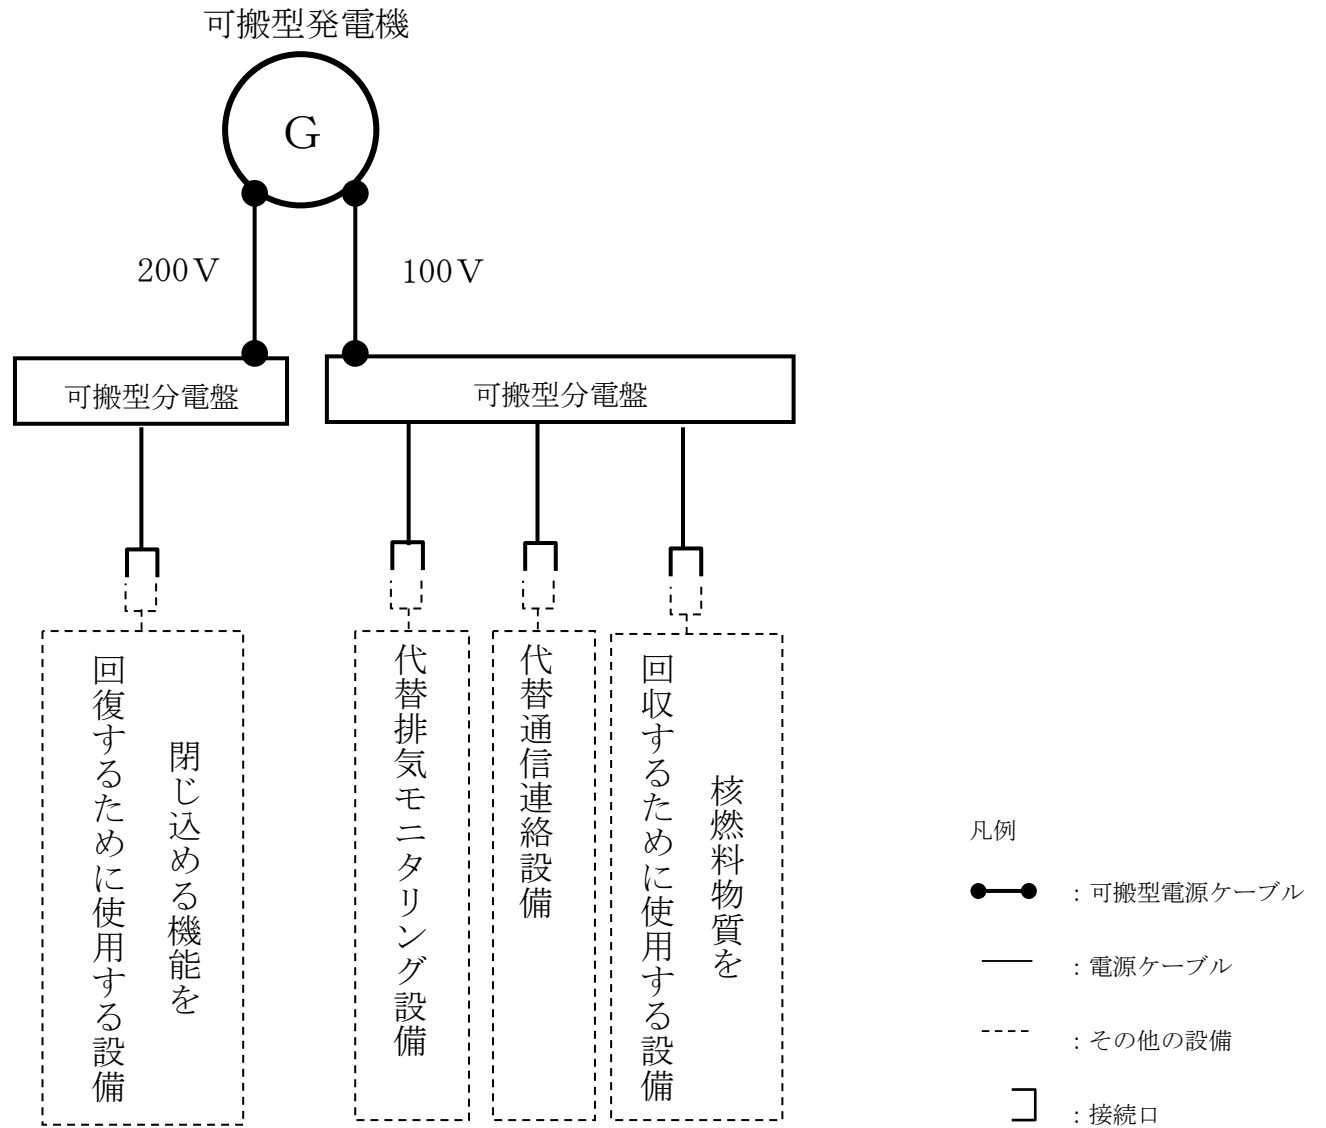 可搬型発電機
G
200V
100V
可搬型分電盤
可搬型分電盤
閉じ込める機能を
回復するために使用する設備
代替排気モニタリング設備
代替通信連絡設備
核燃料物質を
回収するために使用する設備
凡例
:可搬型電源ケーブル
:電源ケーブル
:その他の設備
:接続口